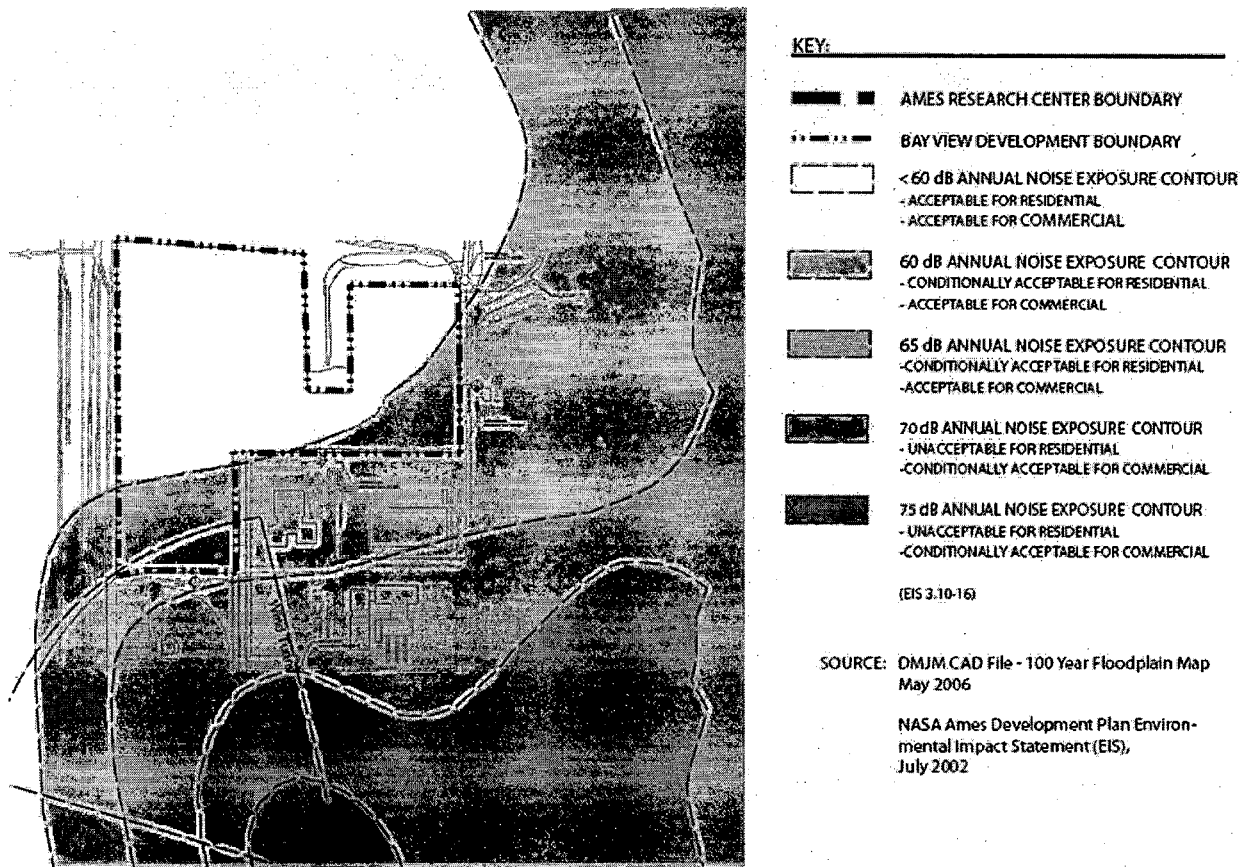 KEY:
AMES RESEARCH CENTER BOUNDARY
BAY VIEW DEVELOPMENT BOUNDARY
< 60 dB ANNUAL NOISE EXPOSURE CONTOUR
- ACCEPTABLE FOR RESIDENTIAL
- ACCEPTABLE FOR COMMERCIAL
60 dB ANNUAL NOISE EXPOSURE CONTOUR
- CONDITIONALLY ACCEPTABLE FOR RESIDENTIAL
- ACCEPTABLE FOR COMMERCIAL
65 dB ANNUAL NOISE EXPOSURE CONTOUR
-CONDITIONALLY ACCEPTABLE FOR RESIDENTIAL
-ACCEPTABLE FOR COMMERCIAL
70 dB ANNUAL NOISE EXPOSURE CONTOUR
- UNACCEPTABLE FOR RESIDENTIAL
-CONDITIONALLY ACCEPTABLE FOR COMMERCIAL
75 dB ANNUAL NOISE EXPOSURE CONTOUR
- UNACCEPTABLE FOR RESIDENTIAL
-CONDITIONALLY ACCEPTABLE FOR COMMERCIAL
(EIS 3.10-16)
SOURCE: DMJM CAD File - 100 Year Floodplain Map
May 2006
NASA Ames Development Plan Environ-
mental Impact Statement (EIS),
July 2002